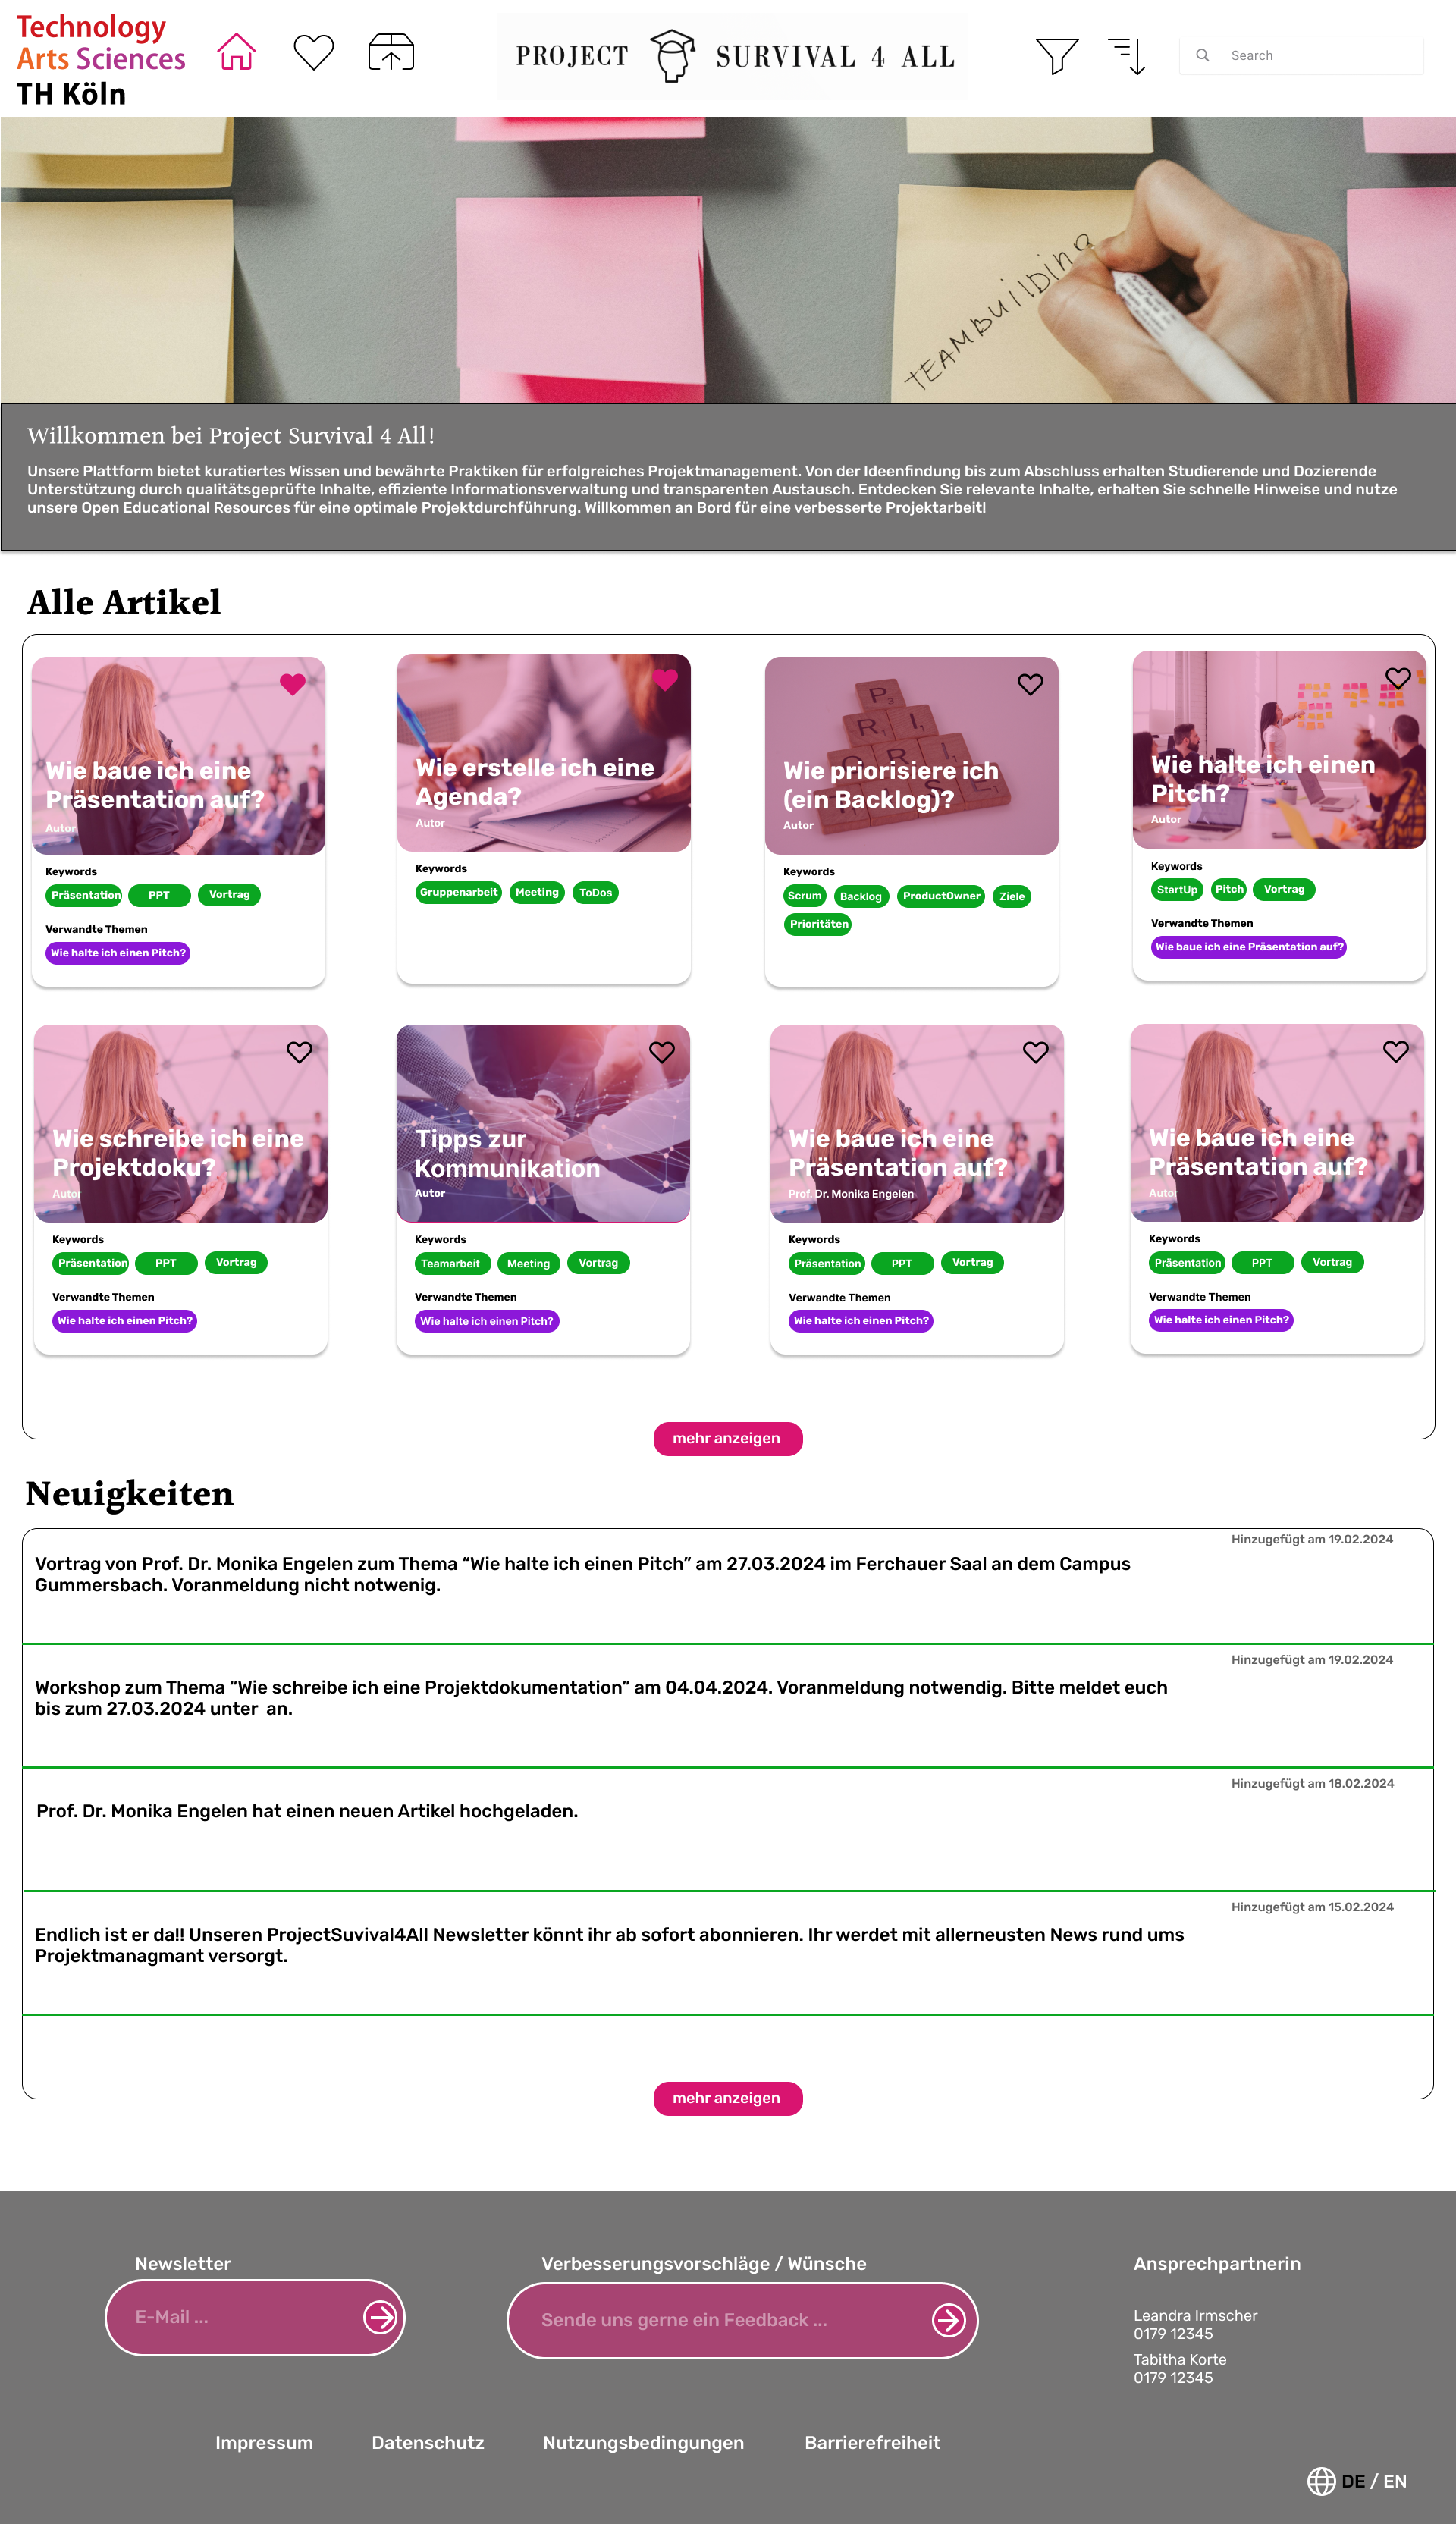 Technology
Arts Sciences
TH Köln
PROJECT SURVIVAL 4 ALL
Search
TEAMBUILDING
Willkommen bei Project Survival 4 All!
Unsere Plattform bietet kuratiertes Wissen und bewährte Praktiken für erfolgreiches Projektmanagement. Von der Ideenfindung bis zum Abschluss erhalten Studierende und Dozierende
Unterstützung durch qualitätsgeprüfte Inhalte, effiziente Informationsverwaltung und transparenten Austausch. Entdecken Sie relevante Inhalte, erhalten Sie schnelle Hinweise und nutze
unsere Open Educational Resources für eine optimale Projektdurchführung. Willkommen an Bord für eine verbesserte Projektarbeit!
Alle Artikel
Wie baue ich eine
Präsentation auf?
Autor
Keywords
Präsentation PPT Vortrag
Verwandte Themen
Wie halte ich einen Pitch?
Wie erstelle ich eine
Agenda?
Autor
Keywords
Gruppenarbeit Meeting ToDos
Wie priorisiere ich
(ein Backlog)?
Autor
Keywords
Scrum Backlog ProductOwner Ziele
Prioritäten
Wie halte ich einen
Pitch?
Autor
Keywords
StartUp Pitch Vortrag
Verwandte Themen
Wie baue ich eine Präsentation auf?
Wie schreibe ich eine
Projektdoku?
Autor
Keywords
Präsentation PPT Vortrag
Verwandte Themen
Wie halte ich einen Pitch?
Tipps zur
Kommunikation
Autor
Keywords
Teamarbeit Meeting Vortrag
Verwandte Themen
Wie halte ich einen Pitch?
Wie baue ich eine
Präsentation auf?
Prof. Dr. Monika Engelen
Keywords
Präsentation PPT Vortrag
Verwandte Themen
Wie halte ich einen Pitch?
Wie baue ich eine
Präsentation auf?
Autor
Keywords
Präsentation PPT Vortrag
Verwandte Themen
Wie halte ich einen Pitch?
mehr anzeigen
Neuigkeiten
Hinzugefügt am 19.02.2024
Vortrag von Prof. Dr. Monika Engelen zum Thema “Wie halte ich einen Pitch” am 27.03.2024 im Ferchauer Saal an dem Campus
Gummersbach. Voranmeldung nicht notwenig.
Hinzugefügt am 19.02.2024
Workshop zum Thema “Wie schreibe ich eine Projektdokumentation” am 04.04.2024. Voranmeldung notwendig. Bitte meldet euch
bis zum 27.03.2024 unter  an.
Hinzugefügt am 18.02.2024
Prof. Dr. Monika Engelen hat einen neuen Artikel hochgeladen.
Hinzugefügt am 15.02.2024
Endlich ist er da!! Unseren ProjectSuvival4All Newsletter könnt ihr ab sofort abonnieren. Ihr werdet mit allerneusten News rund ums
Projektmanagmant versorgt.
mehr anzeigen
Newsletter
E-Mail ...
Verbesserungsvorschläge / Wünsche
Sende uns gerne ein Feedback ...
Ansprechpartnerin
Leandra Irmscher
0179 12345
Tabitha Korte
0179 12345
Impressum Datenschutz Nutzungsbedingungen Barrierefreiheit
DE / EN